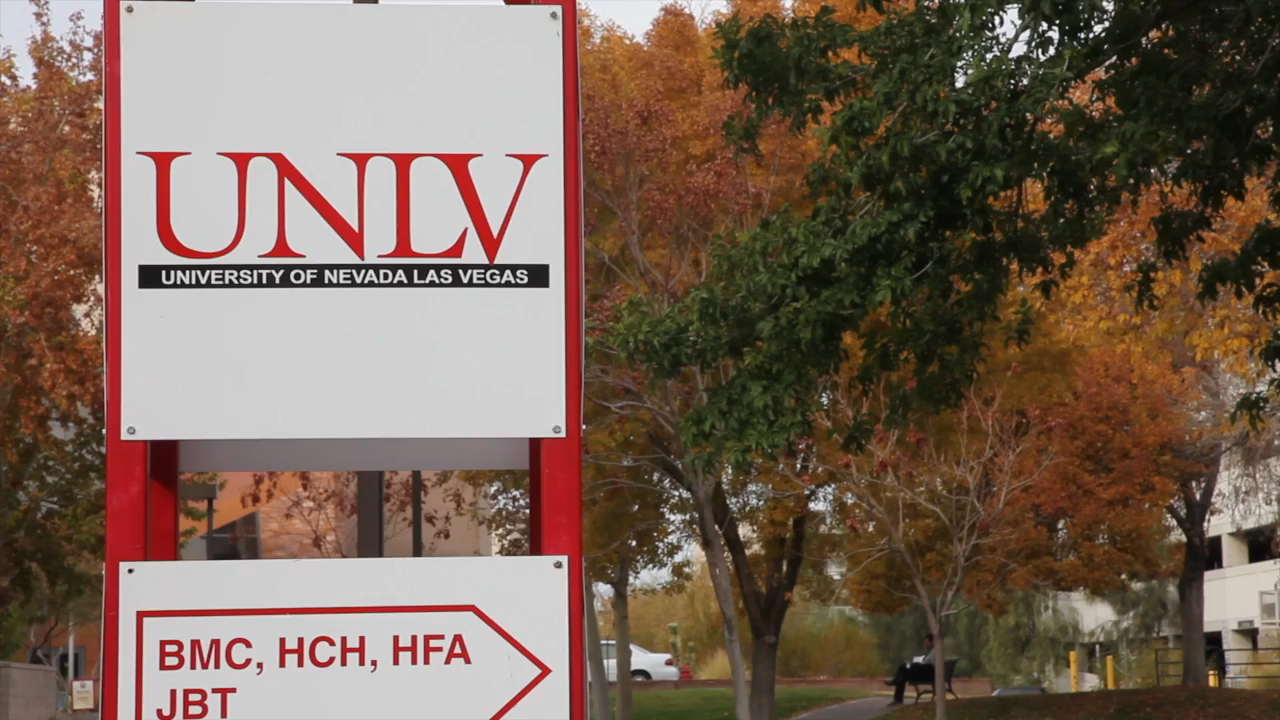 UNLV
UNIVERSITY OF NEVADA LAS VEGAS
BMC, HCH, HFA
JBT